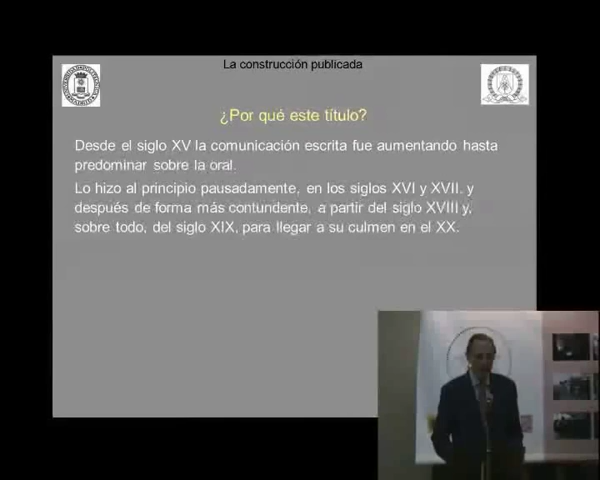 La construcción publicada
¿Por qué este título?
Desde el siglo XV la comunicación escrita fue aumentando hasta
predominar sobre la oral.
Lo hizo al principio pausadamente, en los siglos XVI y XVII, y
después de forma más contundente, a partir del siglo XVIII y,
sobre todo, del siglo XIX, para llegar a su culmen en el XX.